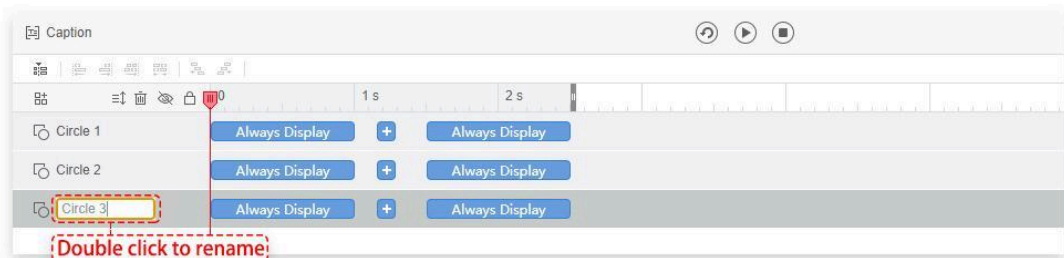 Caption
0 1 s 2 s
Circle 1 Always Display + Always Display
Circle 2 Always Display + Always Display
Circle 3 Always Display + Always Display
Double click to rename